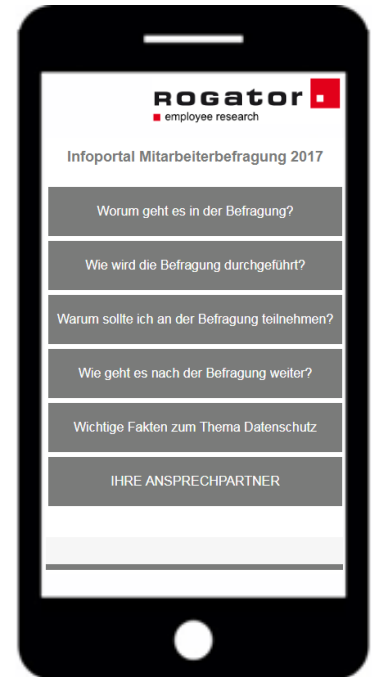 ROGator
employee research
Infoportal Mitarbeiterbefragung 2017
Worum geht es in der Befragung?
Wie wird die Befragung durchgeführt?
Warum sollte ich an der Befragung teilnehmen?
Wie geht es nach der Befragung weiter?
Wichtige Fakten zum Thema Datenschutz
IHRE ANSPRECHPARTNER